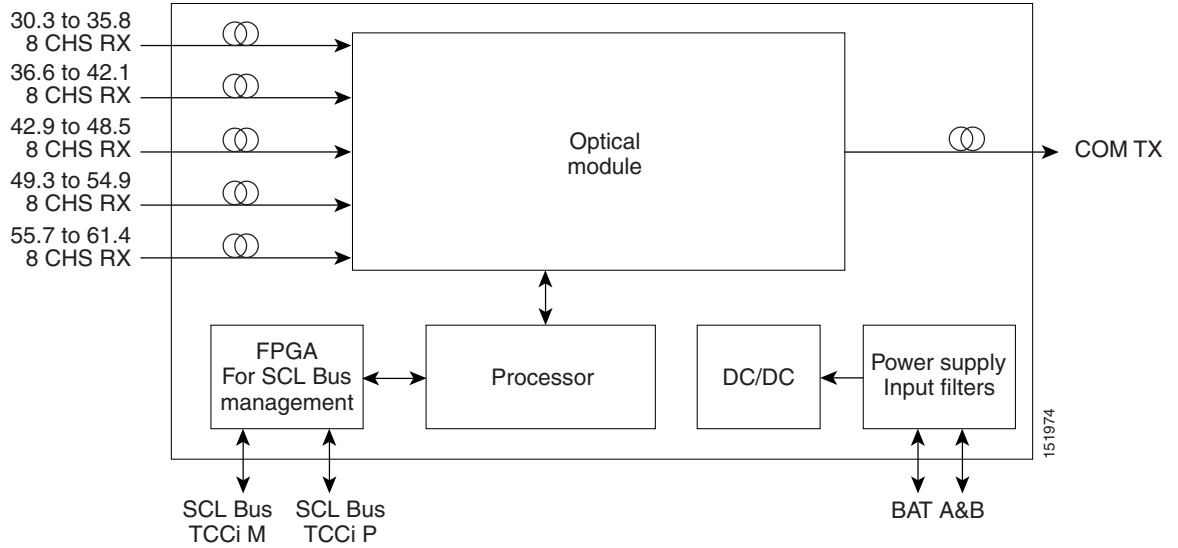 30.3 to 35.8
8 CHS RX
36.6 to 42.1
8 CHS RX
42.9 to 48.5
8 CHS RX
49.3 to 54.9
8 CHS RX
55.7 to 61.4
8 CHS RX
Optical
module
COM TX
FPGA
For SCL Bus
management
Processor
DC/DC
Power supply
Input filters
151974
SCL Bus
TCCi M
SCL Bus
TCCi P
BAT A&B